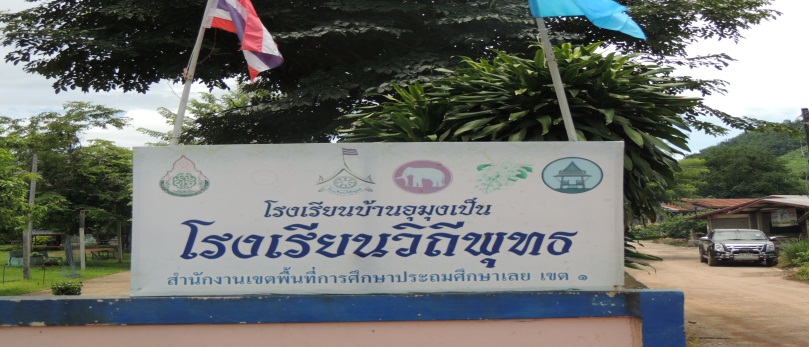 โรงเรียนบ้านอุมุงเป็น
โรงเรียนวิถีพุทธ
สำนักงานเขตพื้นที่การศึกษาประถมศึกษาเลย เขต ๑